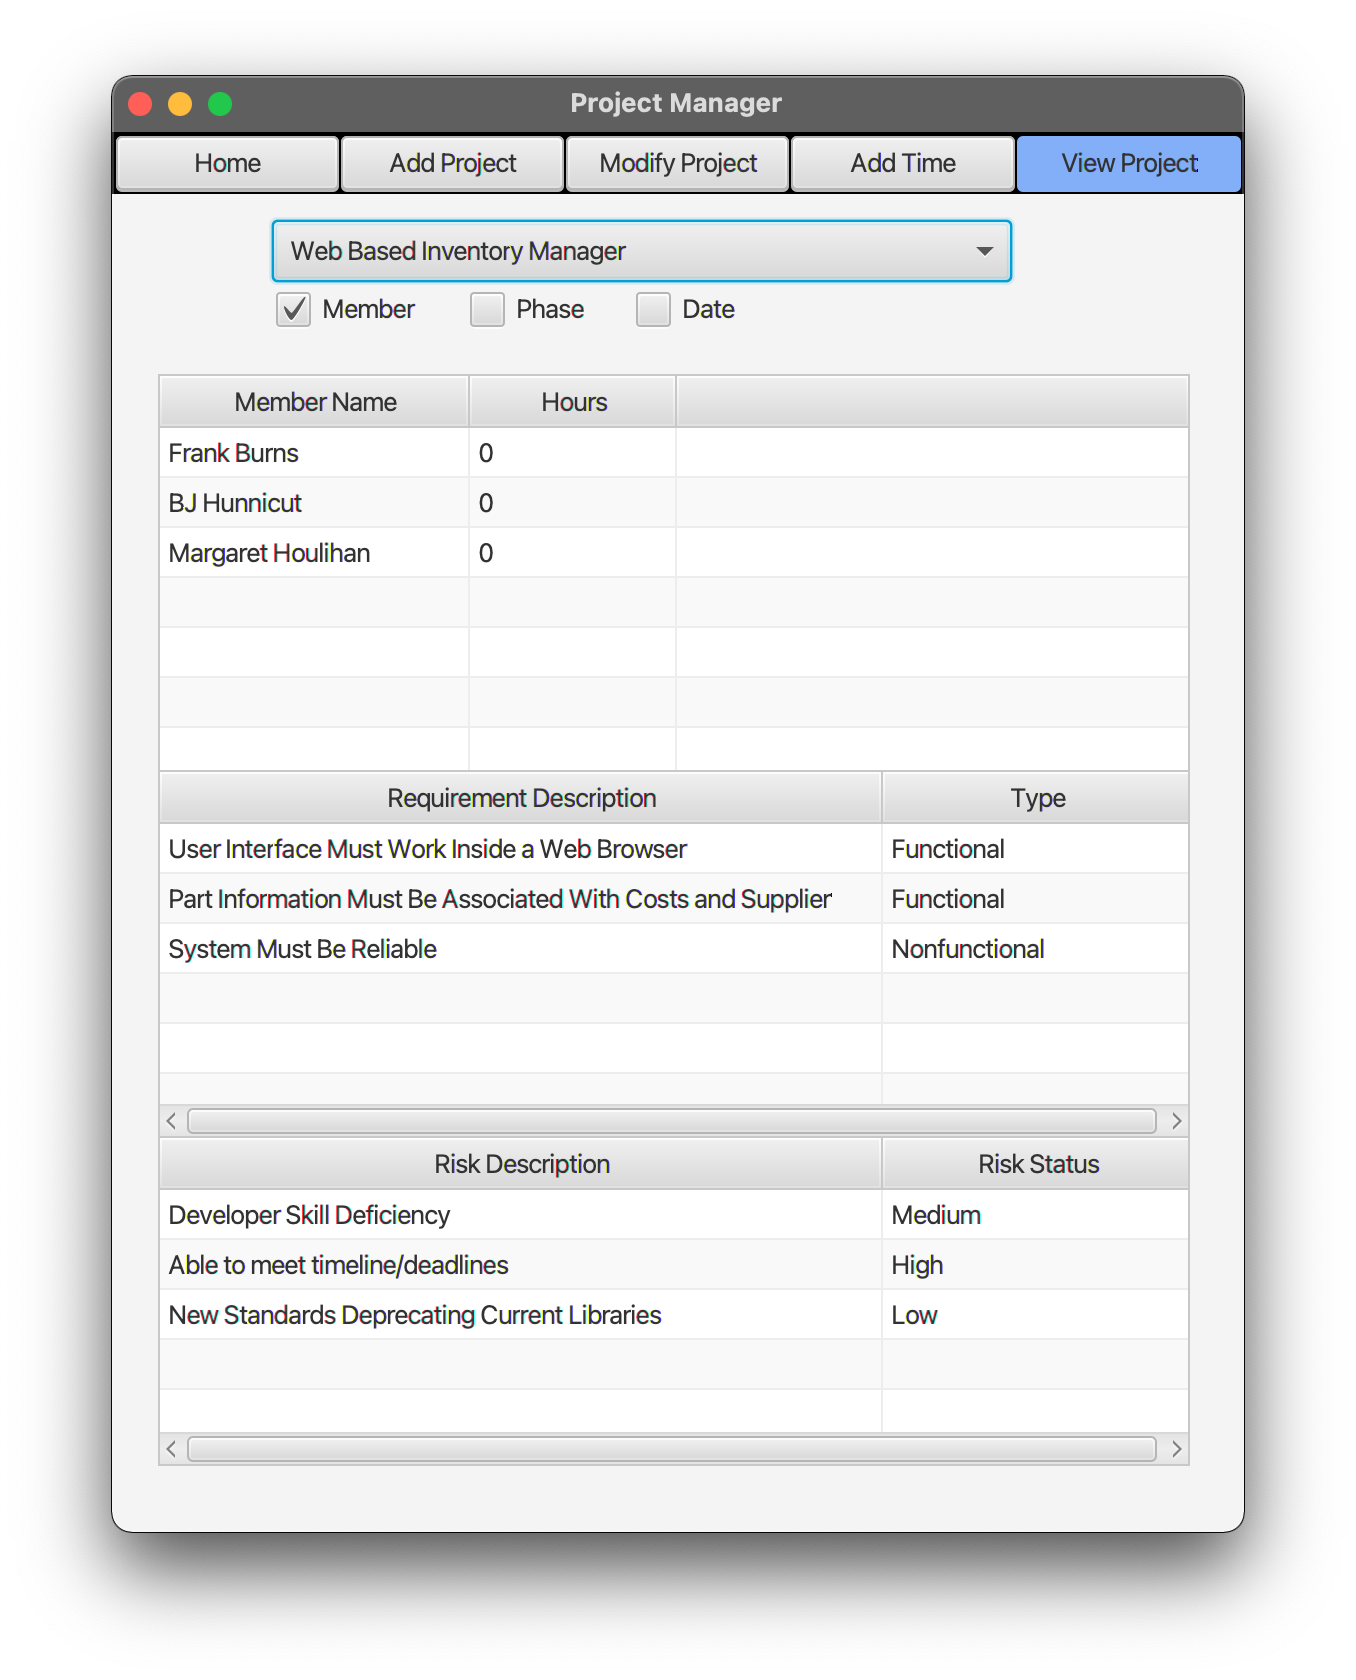 Project Manager
Home Add Project Modify Project Add Time View Project
Web Based Inventory Manager
Member Phase Date
Member Name Hours
Frank Burns 0
BJ Hunnicut 0
Margaret Houlihan 0
Requirement Description Type
User Interface Must Work Inside a Web Browser Functional
Part Information Must Be Associated With Costs and Supplier Functional
System Must Be Reliable Nonfunctional
Risk Description Risk Status
Developer Skill Deficiency Medium
Able to meet timeline/deadlines High
New Standards Deprecating Current Libraries Low